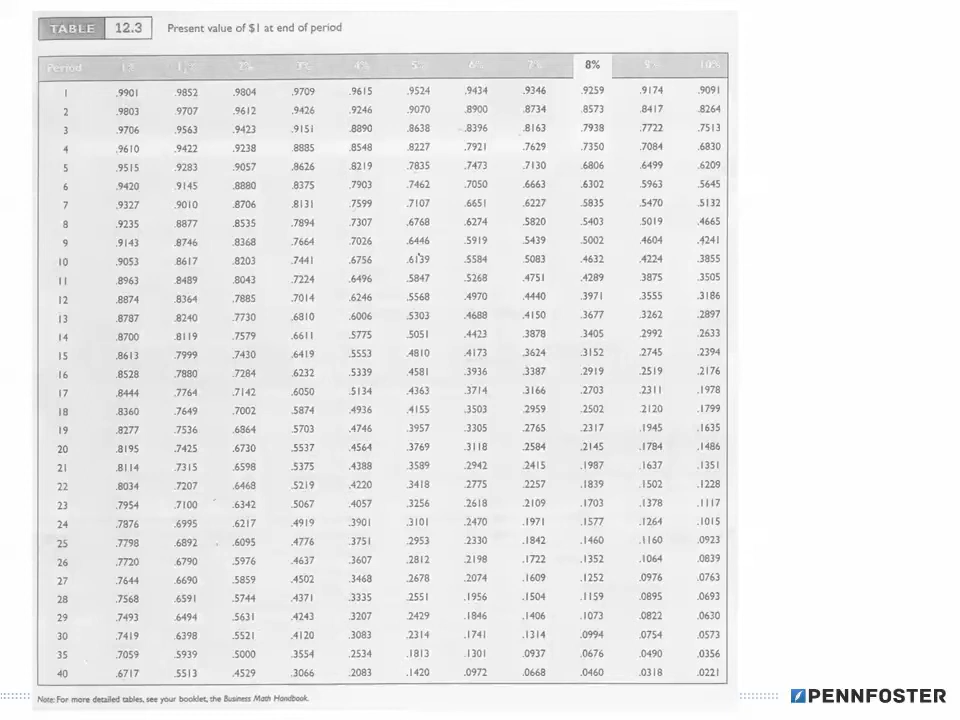 TABLE 12.3 Present value of $1 at end of period
Period 1% 1½% 2% 3% 4% 5% 6% 7% 8% 9% 10%
1 .9901 .9852 .9804 .9709 .9615 .9524 .9434 .9346 .9259 .9174 .9091
2 .9803 .9707 .9612 .9426 .9246 .9070 .8900 .8734 .8573 .8417 .8264
3 .9706 .9563 .9423 .9151 .8890 .8638 .8396 .8163 .7938 .7722 .7513
4 .9610 .9422 .9238 .8885 .8548 .8227 .7921 .7629 .7350 .7084 .6830
5 .9515 .9283 .9057 .8626 .8219 .7835 .7473 .7130 .6806 .6499 .6209
6 .9420 .9145 .8880 .8375 .7903 .7462 .7050 .6663 .6302 .5963 .5645
7 .9327 .9010 .8706 .8131 .7599 .7107 .6651 .6227 .5835 .5470 .5132
8 .9235 .8877 .8535 .7894 .7307 .6768 .6274 .5820 .5403 .5019 .4665
9 .9143 .8746 .8368 .7664 .7026 .6446 .5919 .5439 .5002 .4604 .4241
10 .9053 .8617 .8203 .7441 .6756 .6139 .5584 .5083 .4632 .4224 .3855
11 .8963 .8489 .8043 .7224 .6496 .5847 .5268 .4751 .4289 .3875 .3505
12 .8874 .8364 .7885 .7014 .6246 .5568 .4970 .4440 .3971 .3555 .3186
13 .8787 .8240 .7730 .6810 .6006 .5303 .4688 .4150 .3677 .3262 .2897
14 .8700 .8119 .7579 .6611 .5775 .5051 .4423 .3878 .3405 .2992 .2633
15 .8613 .7999 .7430 .6419 .5553 .4810 .4173 .3624 .3152 .2745 .2394
16 .8528 .7880 .7284 .6232 .5339 .4581 .3936 .3387 .2919 .2519 .2176
17 .8444 .7764 .7142 .6050 .5134 .4363 .3714 .3166 .2703 .2311 .1978
18 .8360 .7649 .7002 .5874 .4936 .4155 .3503 .2959 .2502 .2120 .1799
19 .8277 .7536 .6864 .5703 .4746 .3957 .3305 .2765 .2317 .1945 .1635
20 .8195 .7425 .6730 .5537 .4564 .3769 .3118 .2584 .2145 .1784 .1486
21 .8114 .7315 .6598 .5375 .4388 .3589 .2942 .2415 .1987 .1637 .1351
22 .8034 .7207 .6468 .5219 .4220 .3418 .2775 .2257 .1839 .1502 .1228
23 .7954 .7100 .6342 .5067 .4057 .3256 .2618 .2109 .1703 .1378 .1117
24 .7876 .6995 .6217 .4919 .3901 .3101 .2470 .1971 .1577 .1264 .1015
25 .7798 .6892 .6095 .4776 .3751 .2953 .2330 .1842 .1460 .1160 .0923
26 .7720 .6790 .5976 .4637 .3607 .2812 .2198 .1722 .1352 .1064 .0839
27 .7644 .6690 .5859 .4502 .3468 .2678 .2074 .1609 .1252 .0976 .0763
28 .7568 .6591 .5744 .4371 .3335 .2551 .1956 .1504 .1159 .0895 .0693
29 .7493 .6494 .5631 .4243 .3207 .2429 .1846 .1406 .1073 .0822 .0630
30 .7419 .6398 .5521 .4120 .3083 .2314 .1741 .1314 .0994 .0754 .0573
35 .7059 .5939 .5000 .3554 .2534 .1813 .1301 .0937 .0676 .0490 .0356
40 .6717 .5513 .4529 .3066 .2083 .1420 .0972 .0668 .0460 .0318 .0221
Note: For more detailed tables, see your booklet, the Business Math Handbook.
PENNFOSTER